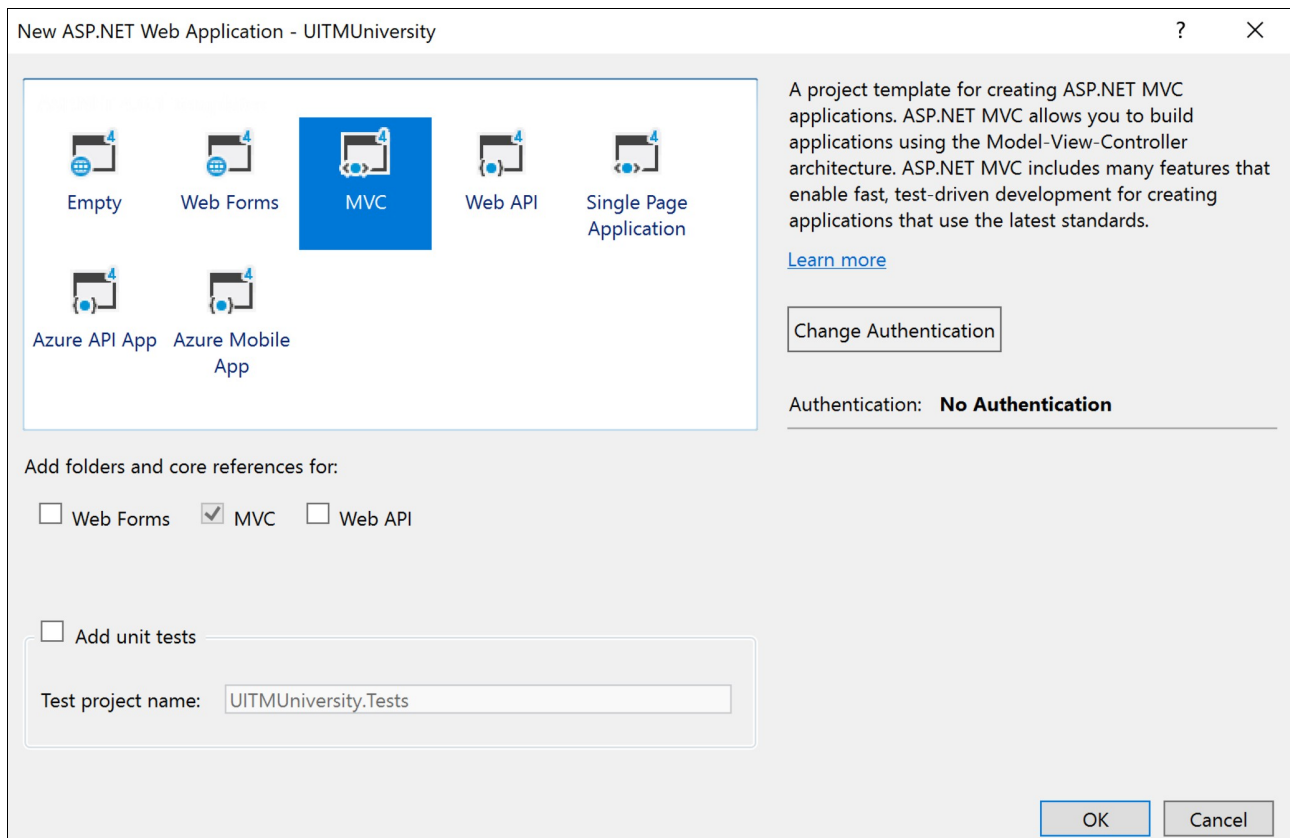 New ASP.NET Web Application - UITMUniversity
?
4
4
4
4
4
Empty
Web Forms
MVC
Web API
Single Page
Application
4
4
Azure API App
Azure Mobile
App
A project template for creating ASP.NET MVC
applications. ASP.NET MVC allows you to build
applications using the Model-View-Controller
architecture. ASP.NET MVC includes many features that
enable fast, test-driven development for creating
applications that use the latest standards.
Learn more
Change Authentication
Authentication: No Authentication
Add folders and core references for:
Web Forms
MVC
Web API
Add unit tests
Test project name: UITMUniversity.Tests
OK
Cancel